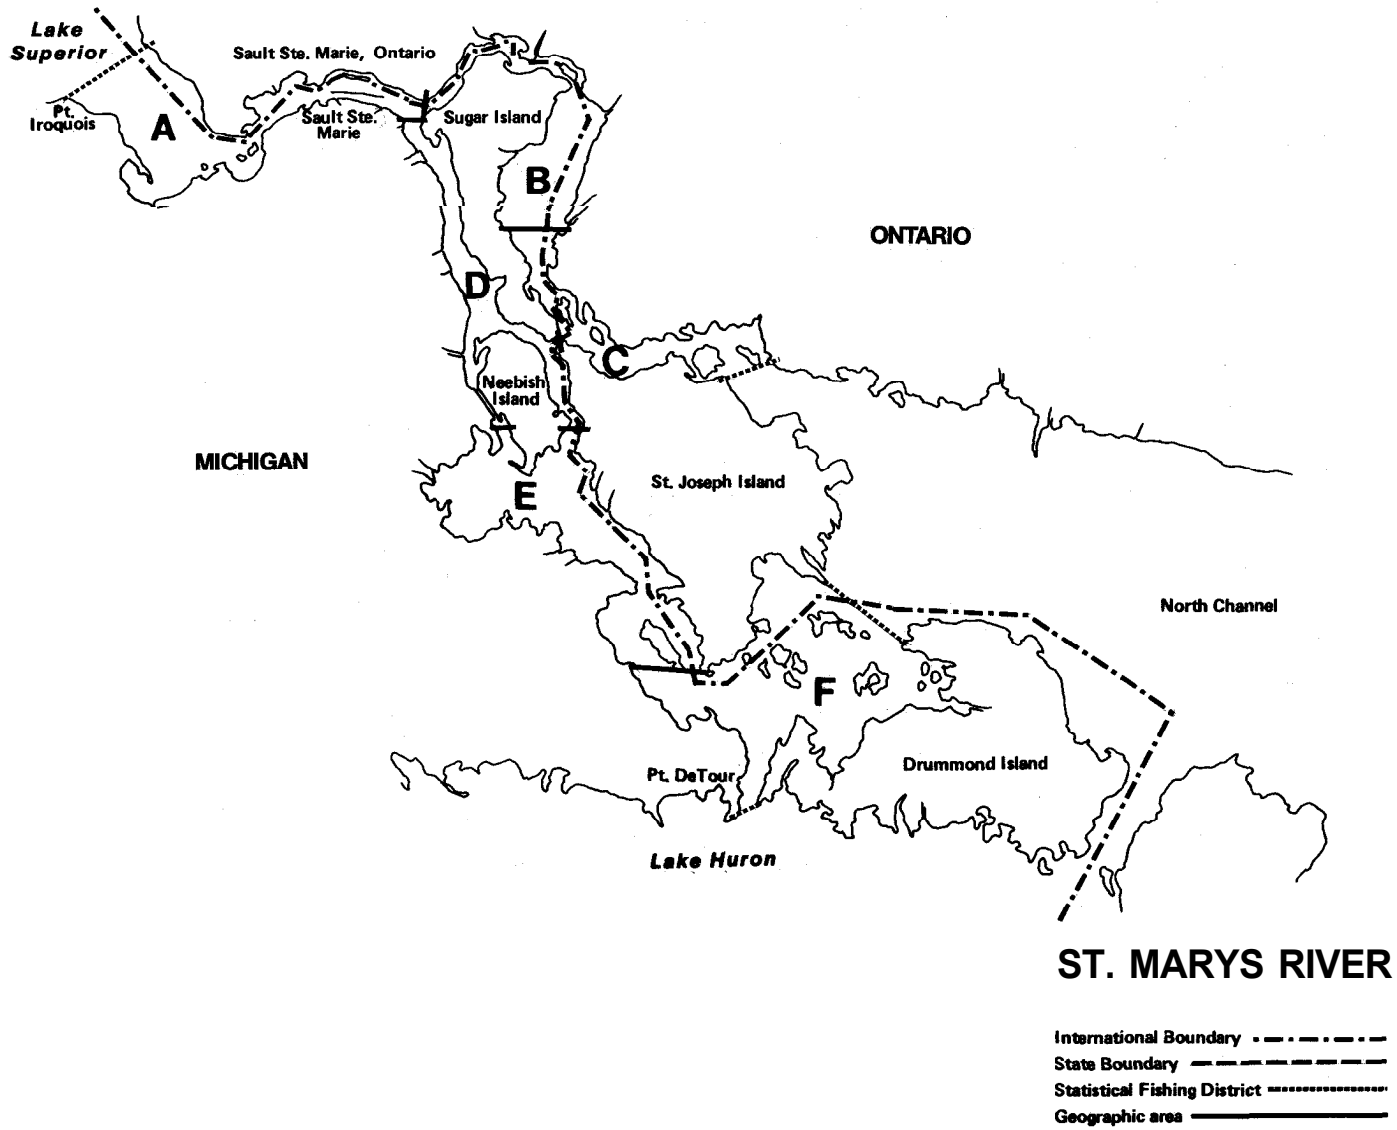 Lake
Superior
Sault Ste. Marie, Ontario
Pt.
Iroquois
A
Sault Ste.
Marie
Sugar Island
B
ONTARIO
D
C
Neebish
Island
MICHIGAN
St. Joseph Island
E
North Channel
F
Pt. DeTour
Drummond Island
Lake Huron
ST. MARYS RIVER
International Boundary
State Boundary
Statistical Fishing District
Geographic area